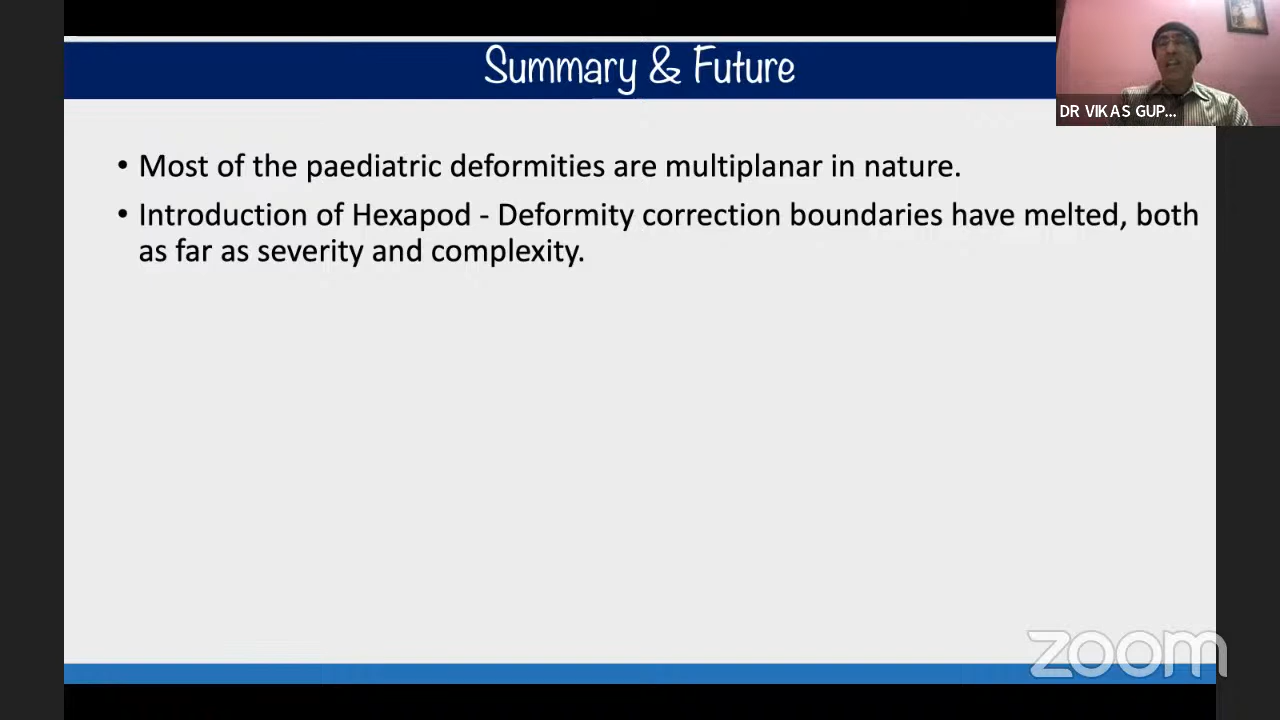 Summary & Future
DR VIKAS GUP...
• Most of the paediatric deformities are multiplanar in nature.
• Introduction of Hexapod - Deformity correction boundaries have melted, both
as far as severity and complexity.
zoom